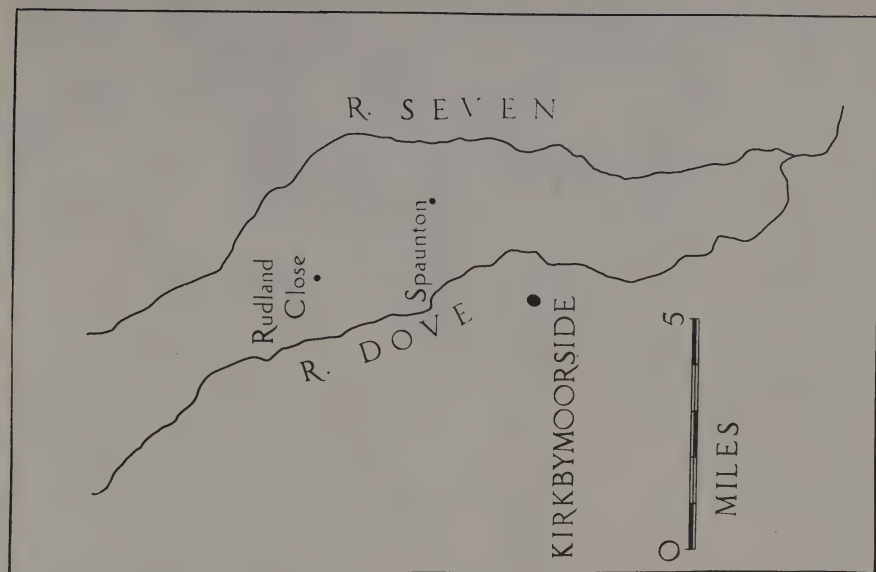 R. SEVEN
Rudland
Close
Spaunton
R. DOVE
KIRKBYMOORSIDE
0 5
MILES